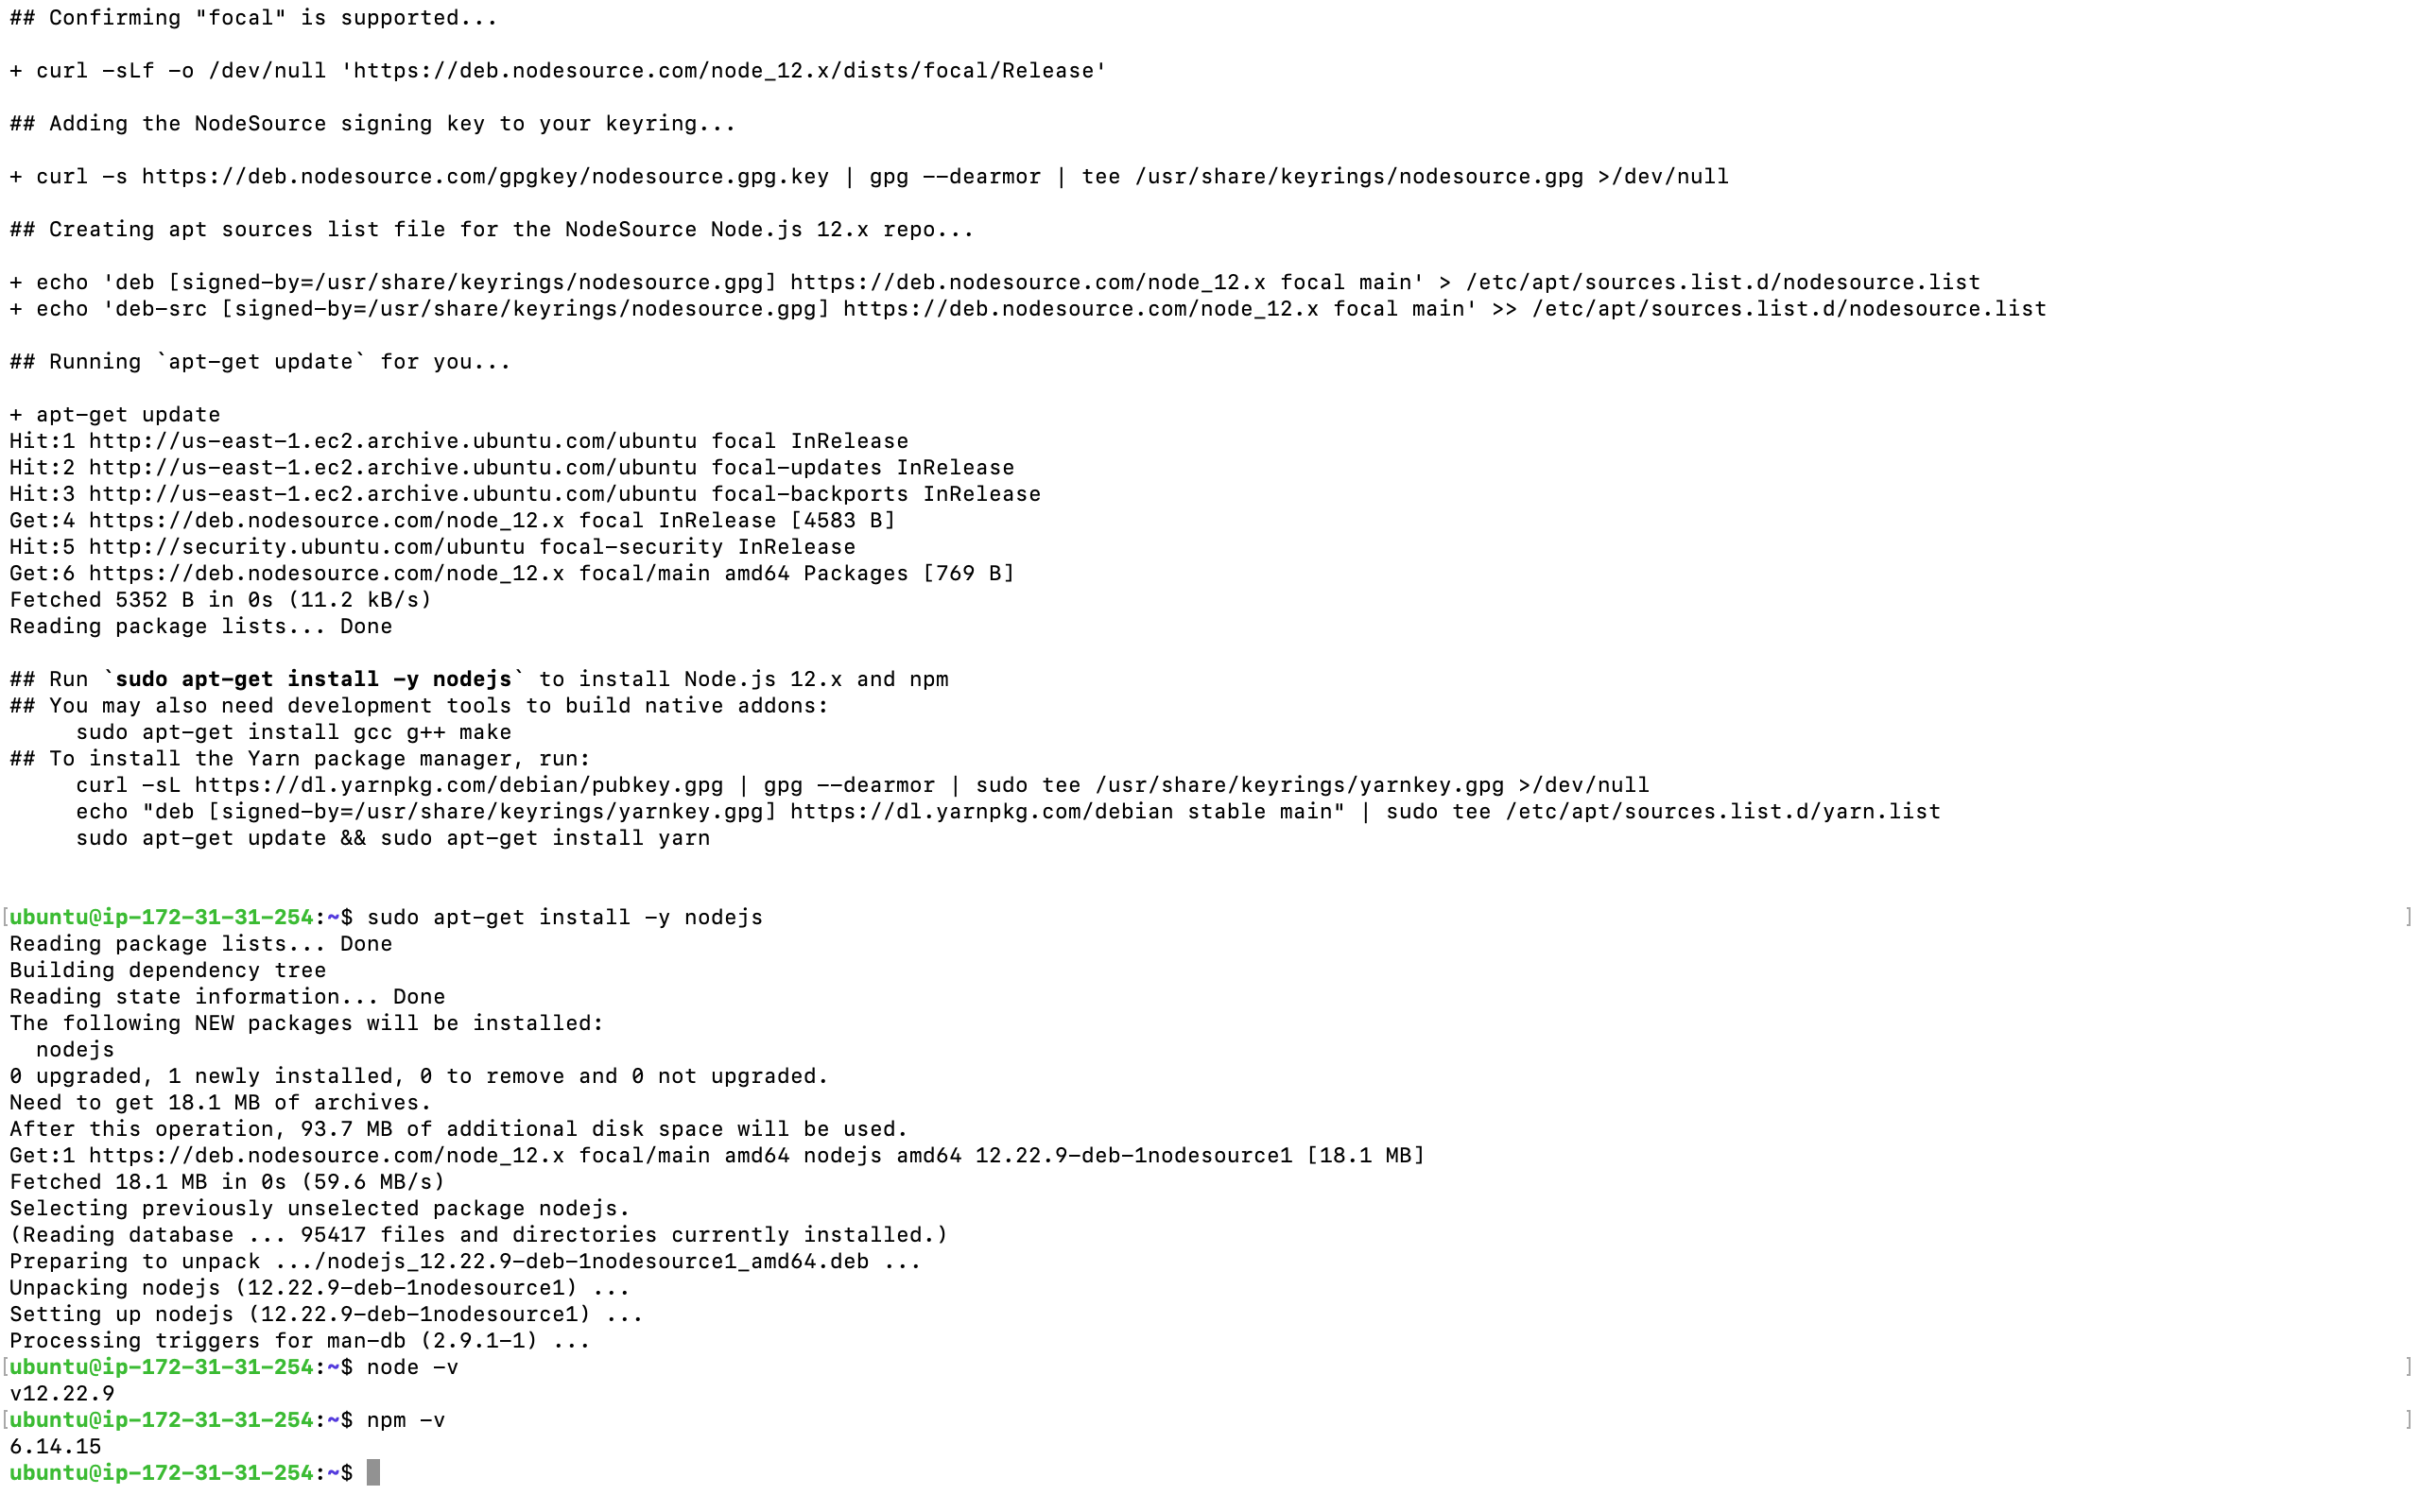 ## Confirming "focal" is supported...
+ curl -sLf -o /dev/null 'https://deb.nodesource.com/node_12.x/dists/focal/Release'
## Adding the NodeSource signing key to your keyring...
+ curl -s https://deb.nodesource.com/gpgkey/nodesource.gpg.key | gpg --dearmor | tee /usr/share/keyrings/nodesource.gpg >/dev/null
## Creating apt sources list file for the NodeSource Node.js 12.x repo...
+ echo 'deb [signed-by=/usr/share/keyrings/nodesource.gpg] https://deb.nodesource.com/node_12.x focal main' > /etc/apt/sources.list.d/nodesource.list
+ echo 'deb-src [signed-by=/usr/share/keyrings/nodesource.gpg] https://deb.nodesource.com/node_12.x focal main' >> /etc/apt/sources.list.d/nodesource.list
## Running `apt-get update` for you...
+ apt-get update
Hit:1 http://us-east-1.ec2.archive.ubuntu.com/ubuntu focal InRelease
Hit:2 http://us-east-1.ec2.archive.ubuntu.com/ubuntu focal-updates InRelease
Hit:3 http://us-east-1.ec2.archive.ubuntu.com/ubuntu focal-backports InRelease
Get:4 https://deb.nodesource.com/node_12.x focal InRelease [4583 B]
Hit:5 http://security.ubuntu.com/ubuntu focal-security InRelease
Get:6 https://deb.nodesource.com/node_12.x focal/main amd64 Packages [769 B]
Fetched 5352 B in 0s (11.2 kB/s)
Reading package lists... Done
## Run `sudo apt-get install -y nodejs` to install Node.js 12.x and npm
## You may also need development tools to build native addons:
     sudo apt-get install gcc g++ make
## To install the Yarn package manager, run:
     curl -sL https://dl.yarnpkg.com/debian/pubkey.gpg | gpg --dearmor | sudo tee /usr/share/keyrings/yarnkey.gpg >/dev/null
     echo "deb [signed-by=/usr/share/keyrings/yarnkey.gpg] https://dl.yarnpkg.com/debian stable main" | sudo tee /etc/apt/sources.list.d/yarn.list
     sudo apt-get update && sudo apt-get install yarn
[ubuntu@ip-172-31-31-254:~$ sudo apt-get install -y nodejs ]
Reading package lists... Done
Building dependency tree
Reading state information... Done
The following NEW packages will be installed:
  nodejs
0 upgraded, 1 newly installed, 0 to remove and 0 not upgraded.
Need to get 18.1 MB of archives.
After this operation, 93.7 MB of additional disk space will be used.
Get:1 https://deb.nodesource.com/node_12.x focal/main amd64 nodejs amd64 12.22.9-deb-1nodesource1 [18.1 MB]
Fetched 18.1 MB in 0s (59.6 MB/s)
Selecting previously unselected package nodejs.
(Reading database ... 95417 files and directories currently installed.)
Preparing to unpack .../nodejs_12.22.9-deb-1nodesource1_amd64.deb ...
Unpacking nodejs (12.22.9-deb-1nodesource1) ...
Setting up nodejs (12.22.9-deb-1nodesource1) ...
Processing triggers for man-db (2.9.1-1) ...
[ubuntu@ip-172-31-31-254:~$ node -v ]
v12.22.9
[ubuntu@ip-172-31-31-254:~$ npm -v ]
6.14.15
ubuntu@ip-172-31-31-254:~$